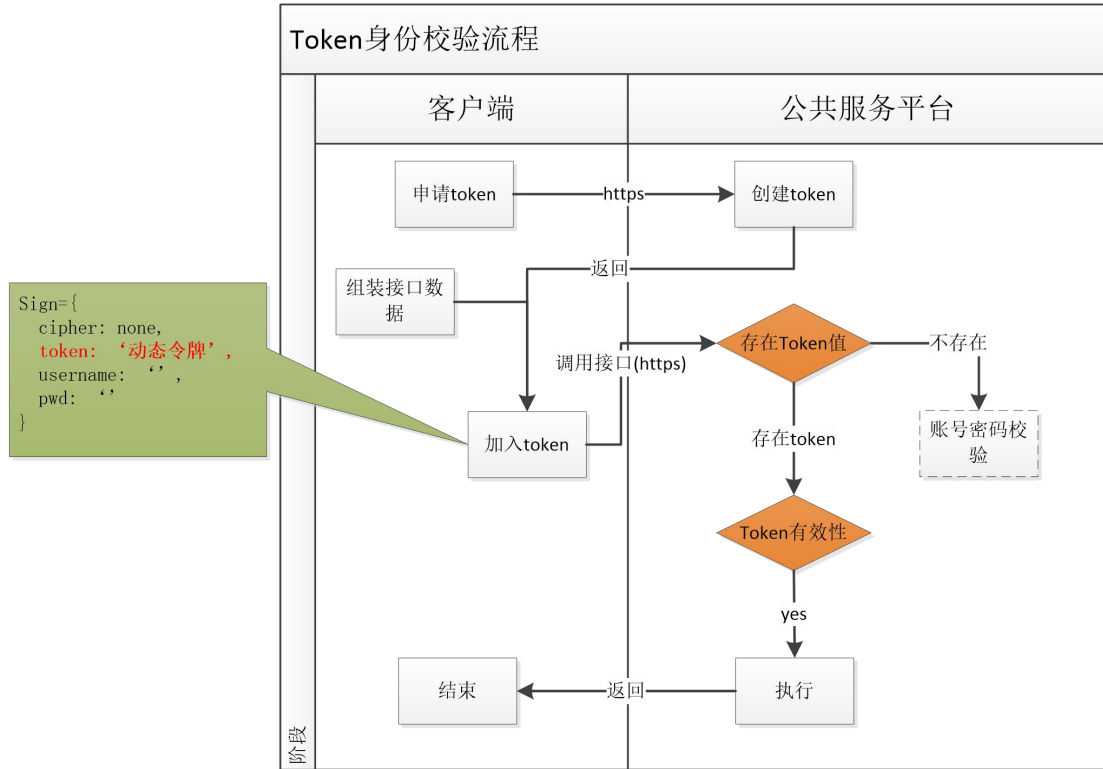 Token身份校验流程
客户端
公共服务平台
申请token
https
创建token
返回
组装接口数
据
Sign={
cipher: none,
token: ‘动态令牌’,
username: ‘’ ,
pwd: ‘’
}
存在Token值
不存在
调用接口(https)
加入token
存在token
账号密码校
验
Token有效性
yes
结束
返回
执行
阶段